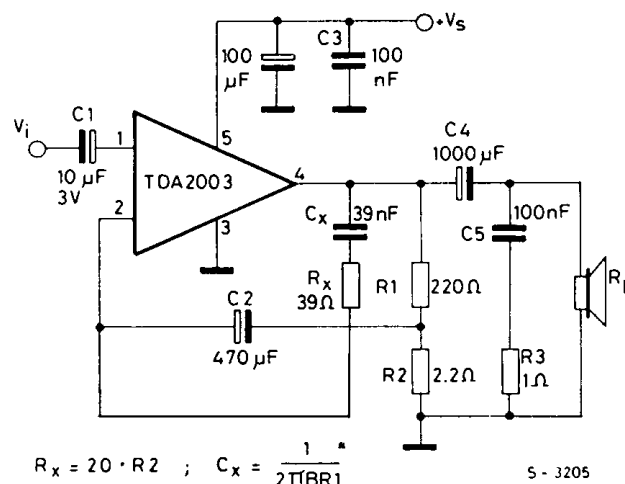 +Vs
C3
100 µF
100 nF
Vi
C1
10 µF
3V
1
2
5
4
3
TDA2003
C4
1000 µF
Cx
39nF
Rx
39Ω
R1
220Ω
C5
100nF
C2
470 µF
R2
2.2Ω
R3
1Ω
Rx = 20 · R2 ; Cx = 1 / 2πBR1 *
S - 3205